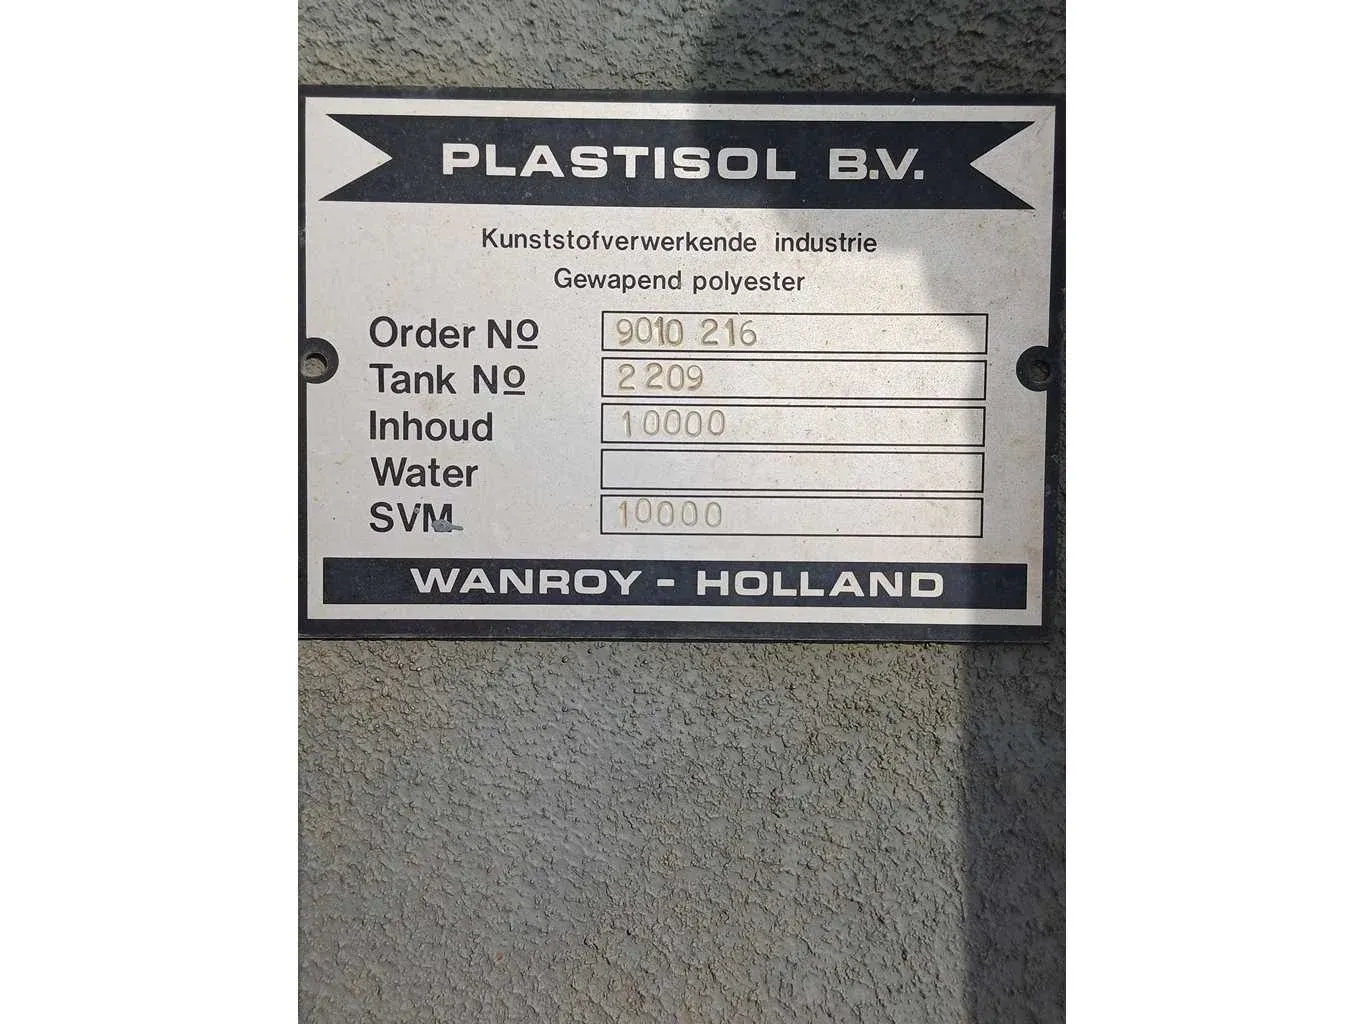 PLASTISOL B.V.
Kunststofverwerkende industrie
Gewapend polyester
Order Nº 9010 216
Tank Nº 2209
Inhoud 10000
Water
SVM 10000
WANROY - HOLLAND